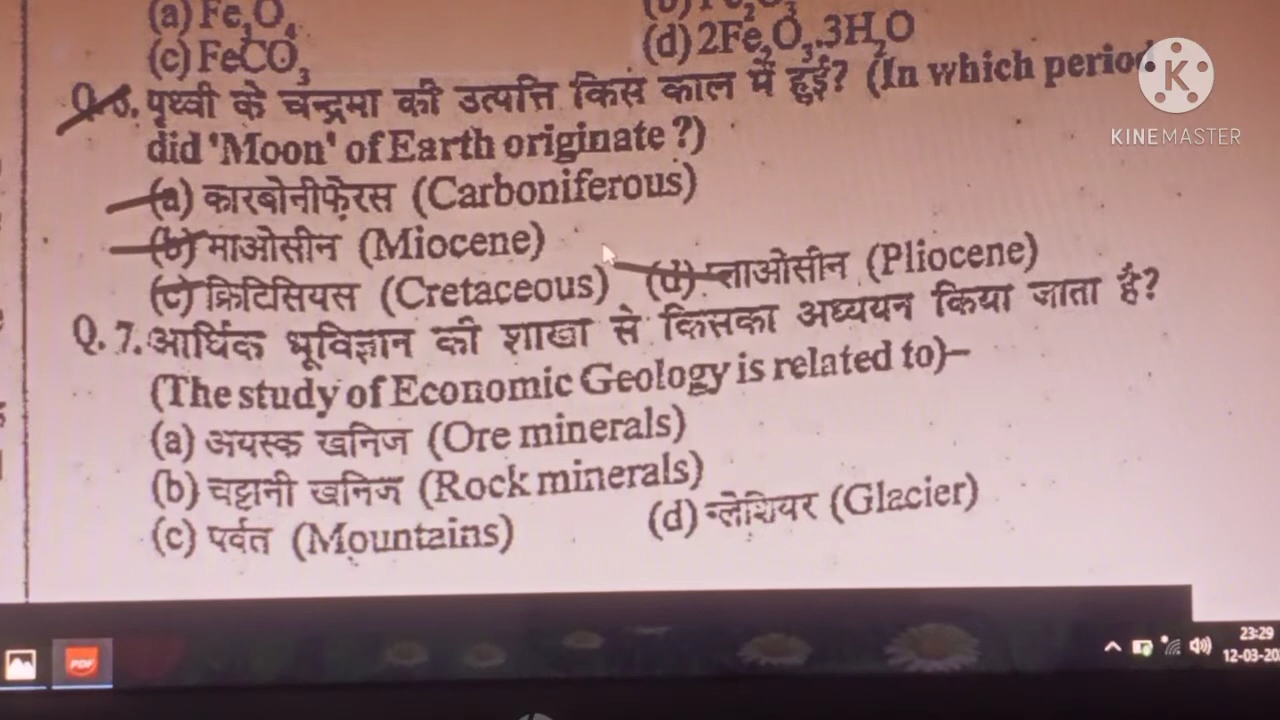 (a) Fe₃O₄
(c) FeCO₃
(d) 2Fe₂O₃.3H₂O
पृथ्वी के चन्द्रमा की उत्पत्ति किस काल में हुई? (In which period
did 'Moon' of Earth originate ?)
(a) कारबोनीफेरस (Carboniferous)
(b) माओसीन (Miocene)
(c) क्रिटिसियस (Cretaceous)
(d) प्लाओसीन (Pliocene)
Q. 7. आर्थिक भूविज्ञान की शाखा से किसका अध्ययन किया जाता है?
(The study of Economic Geology is related to)–
(a) अयस्क खनिज (Ore minerals)
(b) चट्टानी खनिज (Rock minerals)
(c) पर्वत (Mountains)
(d) ग्लेशियर (Glacier)
K
KINEMASTER
PDF
23:29